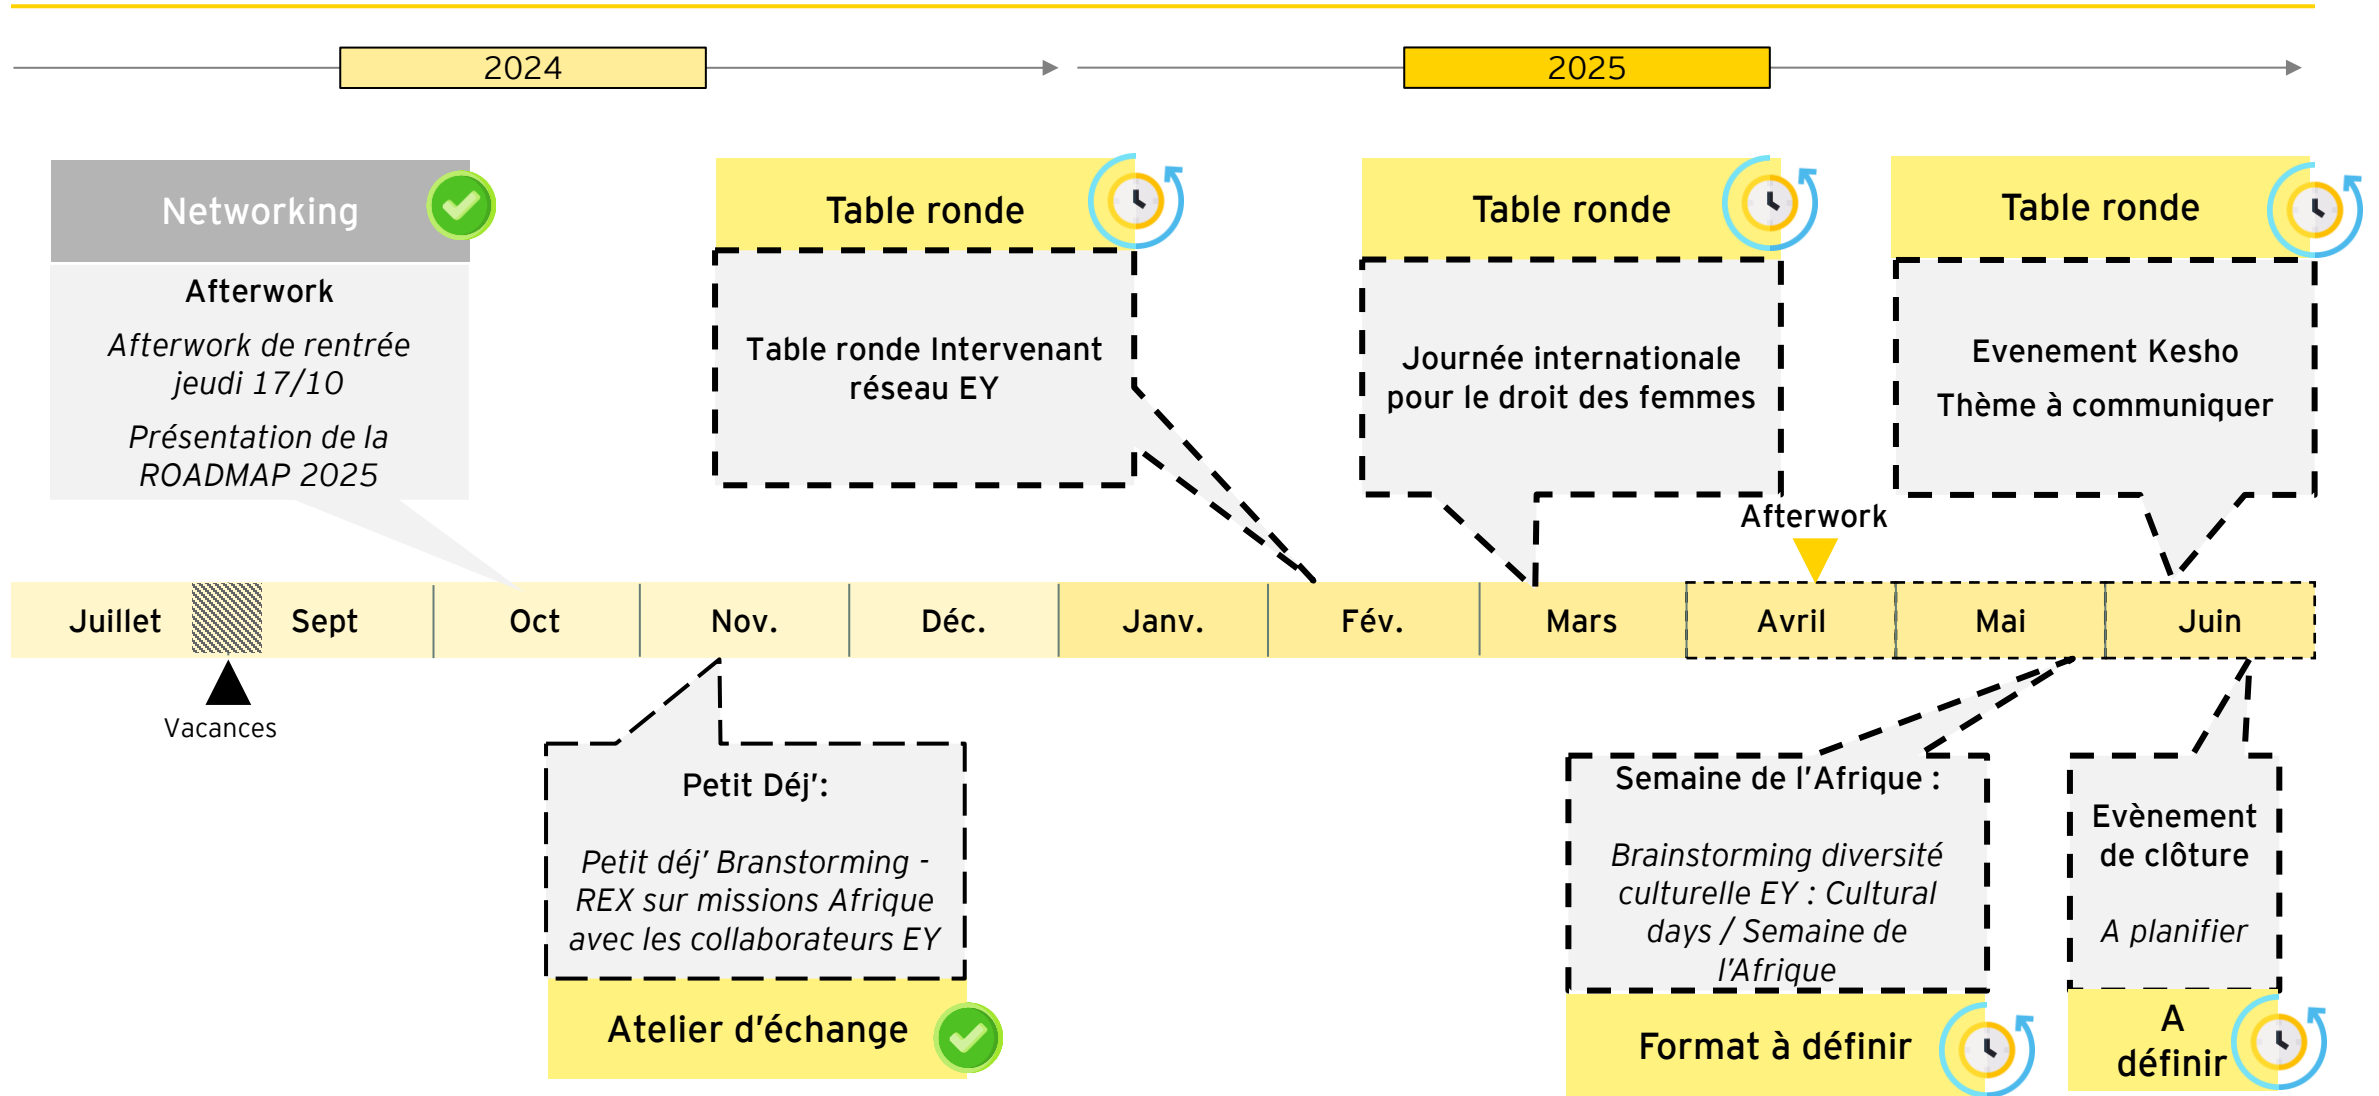 2024
2025
Networking
Afterwork
Afterwork de rentrée
jeudi 17/10
Présentation de la
ROADMAP 2025
Table ronde
Table ronde Intervenant
réseau EY
Table ronde
Journée internationale
pour le droit des femmes
Table ronde
Evenement Kesho
Thème à communiquer
Afterwork
Juillet
Sept
Oct
Nov.
Déc.
Janv.
Fév.
Mars
Avril
Mai
Juin
Vacances
Petit Déj’:
Petit déj’ Branstorming -
REX sur missions Afrique
avec les collaborateurs EY
Atelier d’échange
Semaine de l’Afrique :
Brainstorming diversité
culturelle EY : Cultural
days / Semaine de
l’Afrique
Format à définir
Evènement
de clôture
A planifier
A
définir